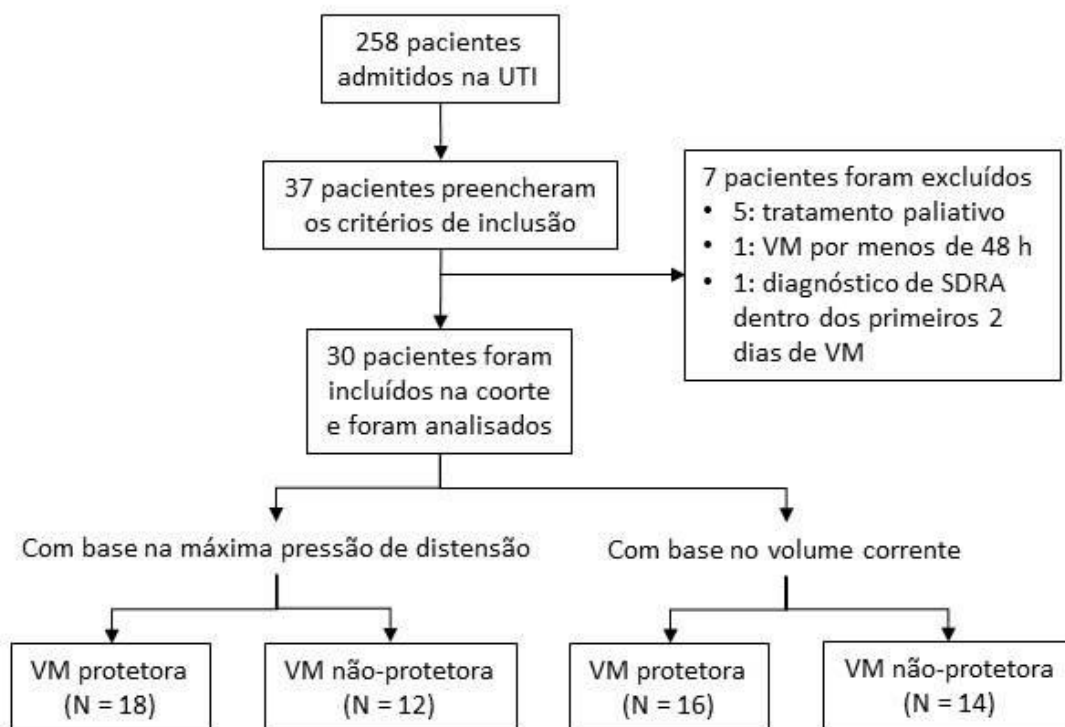 258 pacientes
admitidos na UTI
37 pacientes preencheram
os critérios de inclusão
7 pacientes foram excluídos
• 5: tratamento paliativo
• 1: VM por menos de 48 h
• 1: diagnóstico de SDRA
dentro dos primeiros 2
dias de VM
30 pacientes foram
incluídos na coorte
e foram analisados
Com base na máxima pressão de distensão
Com base no volume corrente
VM protetora
(N = 18)
VM não-protetora
(N = 12)
VM protetora
(N = 16)
VM não-protetora
(N = 14)